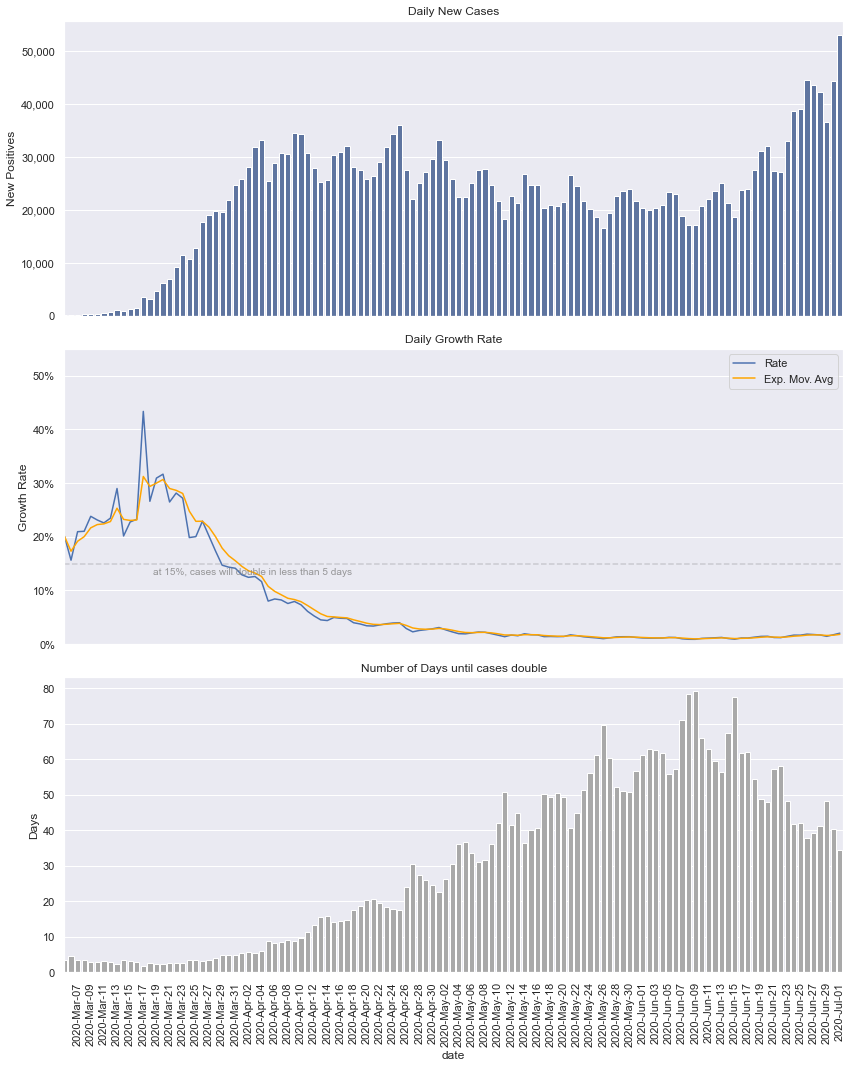 Daily New Cases
50,000
40,000
30,000
20,000
10,000
0
New Positives
Daily Growth Rate
Rate
Exp. Mov. Avg
50%
40%
30%
20%
10%
0%
Growth Rate
at 15%, cases will double in less than 5 days
Number of Days until cases double
80
70
60
50
40
30
20
10
0
Days
2020-Mar-07
2020-Mar-09
2020-Mar-11
2020-Mar-13
2020-Mar-15
2020-Mar-17
2020-Mar-19
2020-Mar-21
2020-Mar-23
2020-Mar-25
2020-Mar-27
2020-Mar-29
2020-Mar-31
2020-Apr-02
2020-Apr-04
2020-Apr-06
2020-Apr-08
2020-Apr-10
2020-Apr-12
2020-Apr-14
2020-Apr-16
2020-Apr-18
2020-Apr-20
2020-Apr-22
2020-Apr-24
2020-Apr-26
2020-Apr-28
2020-Apr-30
2020-May-02
2020-May-04
2020-May-06
2020-May-08
2020-May-10
2020-May-12
2020-May-14
2020-May-16
2020-May-18
2020-May-20
2020-May-22
2020-May-24
2020-May-26
2020-May-28
2020-May-30
2020-Jun-01
2020-Jun-03
2020-Jun-05
2020-Jun-07
2020-Jun-09
2020-Jun-11
2020-Jun-13
2020-Jun-15
2020-Jun-17
2020-Jun-19
2020-Jun-21
2020-Jun-23
2020-Jun-25
2020-Jun-27
2020-Jun-29
2020-Jul-01
date